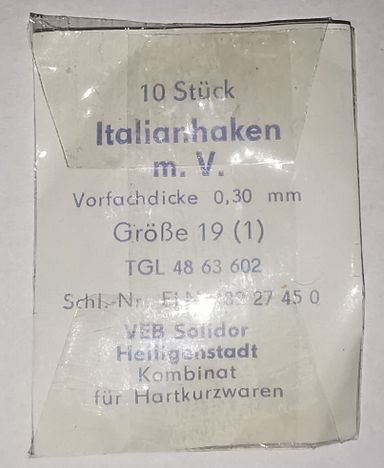 10 Stück
Italianhaken
m. V.
Vorfachdicke 0,30 mm
Größe 19 (1)
TGL 48 63 602
Schl.-Nr. 27 45 0
VEB Solidor
Heiligenstadt
Kombinat
für Hartkurzwaren